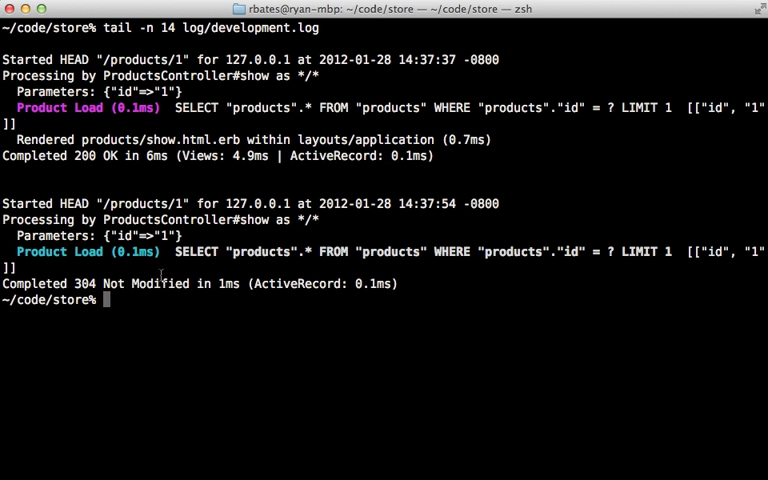 rbates@ryan-mbp: ~/code/store — ~/code/store — zsh
~/code/store% tail -n 14 log/development.log
Started HEAD "/products/1" for 127.0.0.1 at 2012-01-28 14:37:37 -0800
Processing by ProductsController#show as */*
Parameters: {"id"=>"1"}
Product Load (0.1ms)  SELECT "products".* FROM "products" WHERE "products"."id" = ? LIMIT 1  [["id", "1"
]]
Rendered products/show.html.erb within layouts/application (0.7ms)
Completed 200 OK in 6ms (Views: 4.9ms | ActiveRecord: 0.1ms)
Started HEAD "/products/1" for 127.0.0.1 at 2012-01-28 14:37:54 -0800
Processing by ProductsController#show as */*
Parameters: {"id"=>"1"}
Product Load (0.1ms)  SELECT "products".* FROM "products" WHERE "products"."id" = ? LIMIT 1  [["id", "1"
]]
Completed 304 Not Modified in 1ms (ActiveRecord: 0.1ms)
~/code/store%